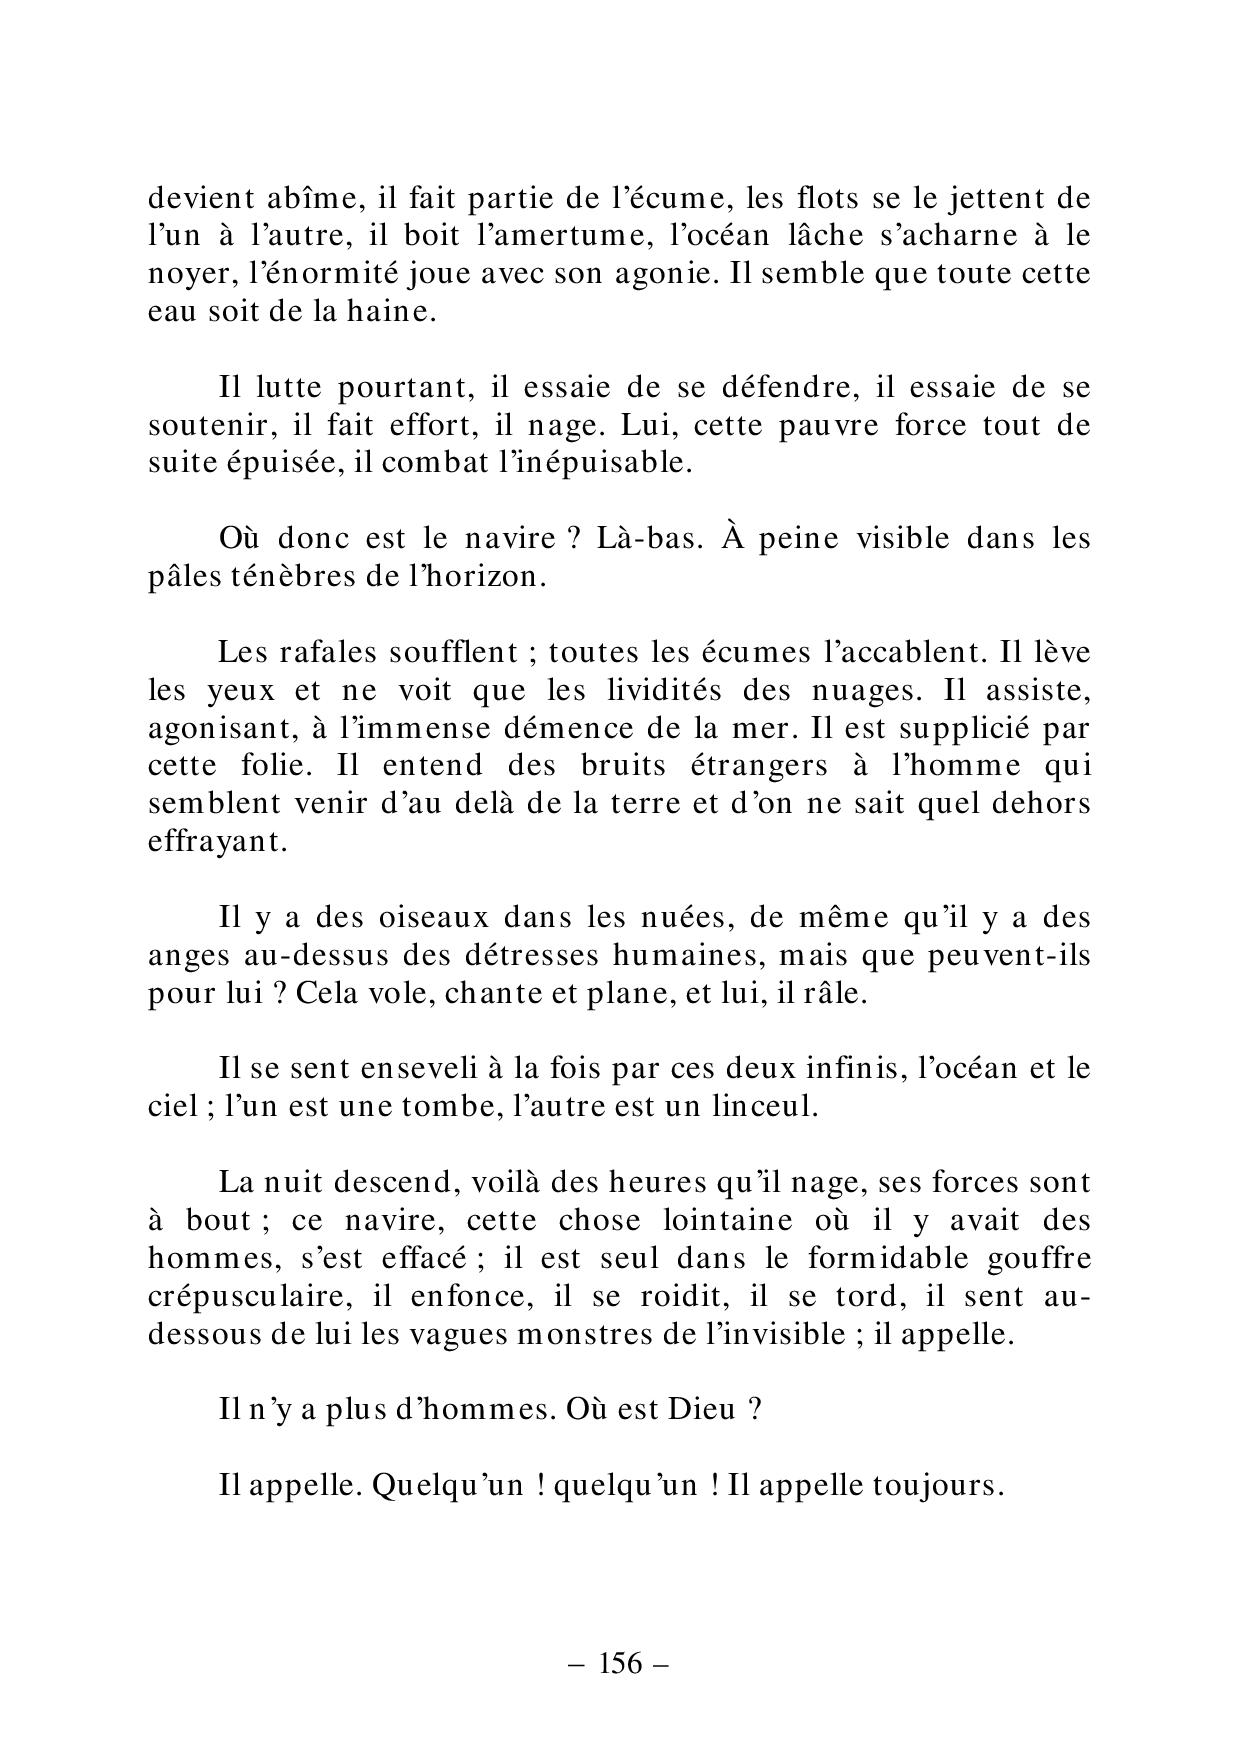 devient abîme, il fait partie de l’écume, les flots se le jettent de
l’un à l’autre, il boit l’amertume, l’océan lâche s’acharne à le
noyer, l’énormité joue avec son agonie. Il semble que toute cette
eau soit de la haine.
Il lutte pourtant, il essaie de se défendre, il essaie de se
soutenir, il fait effort, il nage. Lui, cette pauvre force tout de
suite épuisée, il combat l’inépuisable.
Où donc est le navire ? Là-bas. À peine visible dans les
pâles ténèbres de l’horizon.
Les rafales soufflent ; toutes les écumes l’accablent. Il lève
les yeux et ne voit que les lividités des nuages. Il assiste,
agonisant, à l’immense démence de la mer. Il est supplicié par
cette folie. Il entend des bruits étrangers à l’homme qui
semblent venir d’au delà de la terre et d’on ne sait quel dehors
effrayant.
Il y a des oiseaux dans les nuées, de même qu’il y a des
anges au-dessus des détresses humaines, mais que peuvent-ils
pour lui ? Cela vole, chante et plane, et lui, il râle.
Il se sent enseveli à la fois par ces deux infinis, l’océan et le
ciel ; l’un est une tombe, l’autre est un linceul.
La nuit descend, voilà des heures qu’il nage, ses forces sont
à bout ; ce navire, cette chose lointaine où il y avait des
hommes, s’est effacé ; il est seul dans le formidable gouffre
crépusculaire, il enfonce, il se roidit, il se tord, il sent au-
dessous de lui les vagues monstres de l’invisible ; il appelle.
Il n’y a plus d’hommes. Où est Dieu ?
Il appelle. Quelqu’un ! quelqu’un ! Il appelle toujours.
– 156 –